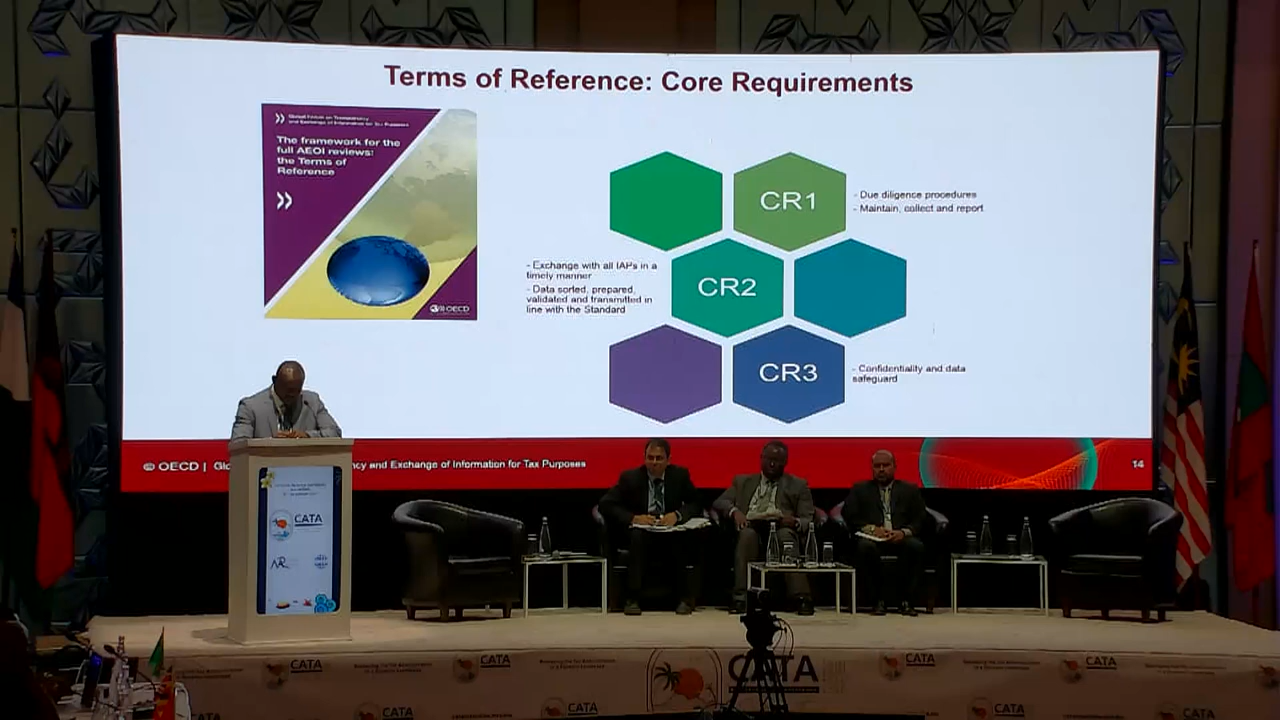 Terms of Reference: Core Requirements
Global Forum on Transparency
and Exchange of Information for Tax Purposes
The framework for the
full AEOI reviews:
the Terms of
Reference
OECD
CR1
- Due diligence procedures
- Maintain, collect and report
- Exchange with all IAPs in a
timely manner
- Data sorted, prepared,
validated and transmitted in
line with the Standard
CR2
CR3
- Confidentiality and data
safeguard
© OECD | Glo
cy and Exchange of Information for Tax Purposes
14
CATA
CATA
CATA
CATA
CATA
CATA
CATA
CATA
CATA